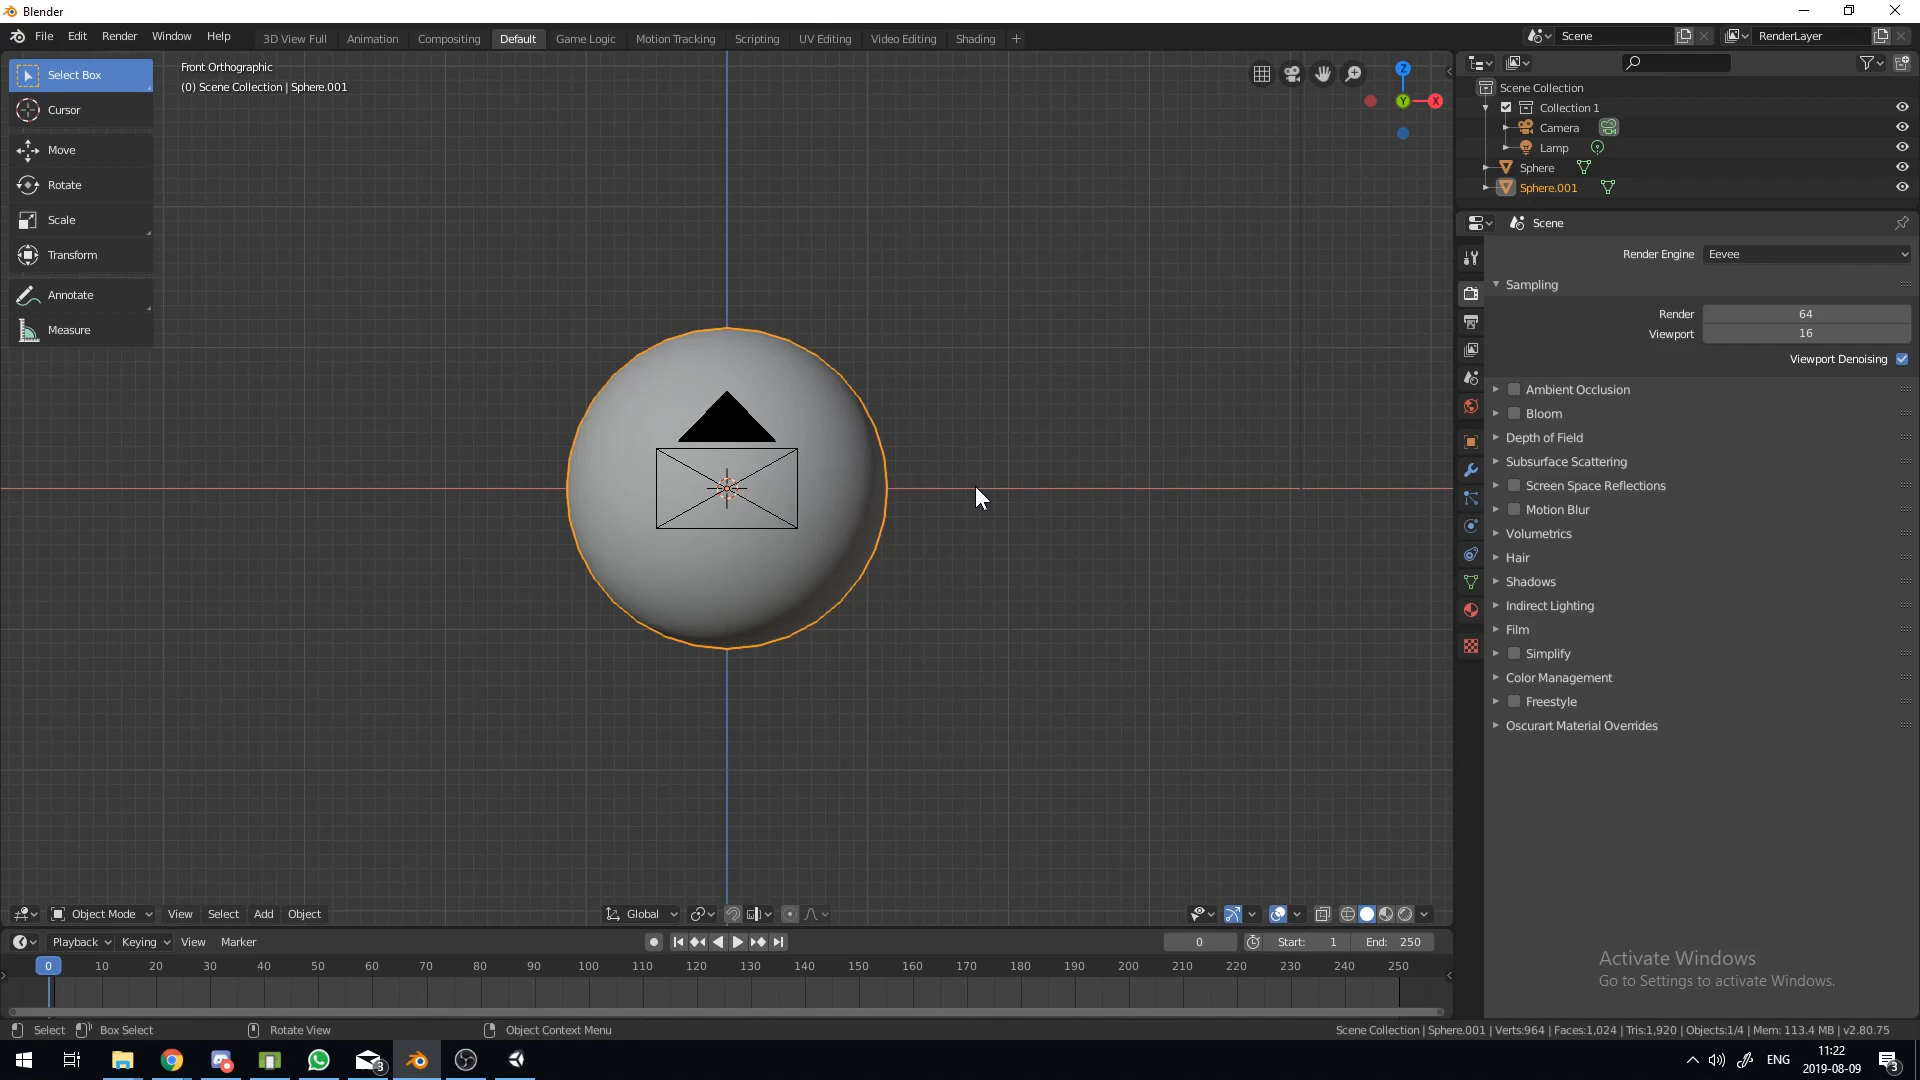 Blender
File Edit Render Window Help
3D View Full Animation Compositing Default Game Logic Motion Tracking Scripting UV Editing Video Editing Shading +
Scene
RenderLayer
Select Box
Cursor
Move
Rotate
Scale
Transform
Annotate
Measure
Front Orthographic
(0) Scene Collection | Sphere.001
Z
Y
X
Scene Collection
Collection 1
Camera
Lamp
Sphere
Sphere.001
Scene
Render Engine Eevee
Sampling
Render 64
Viewport 16
Viewport Denoising
Ambient Occlusion
Bloom
Depth of Field
Subsurface Scattering
Screen Space Reflections
Motion Blur
Volumetrics
Hair
Shadows
Indirect Lighting
Film
Simplify
Color Management
Freestyle
Oscurart Material Overrides
Object Mode View Select Add Object
Global
Playback Keying View Marker
0 Start: 1 End: 250
0 10 20 30 40 50 60 70 80 90 100 110 120 130 140 150 160 170 180 190 200 210 220 230 240 250
Activate Windows
Go to Settings to activate Windows.
Select Box Select Rotate View Object Context Menu
Scene Collection | Sphere.001 | Verts:964 | Faces:1,024 | Tris:1,920 | Objects:1/4 | Mem: 113.4 MB | v2.80.75
3
ENG
11:22
2019-08-09
3